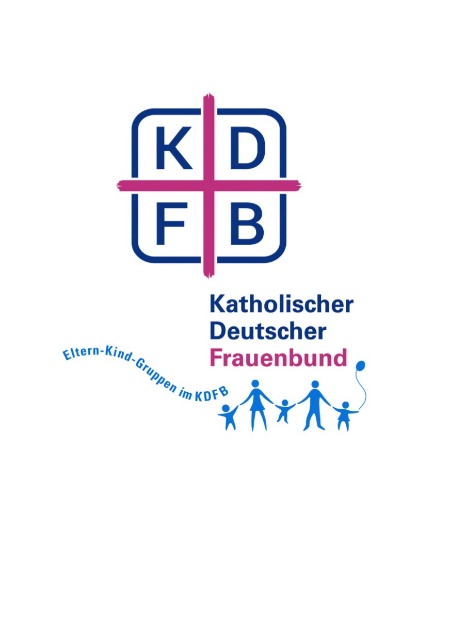 K D
F B
Katholischer
Deutscher
Frauenbund
Eltern-Kind-Gruppen im KDFB